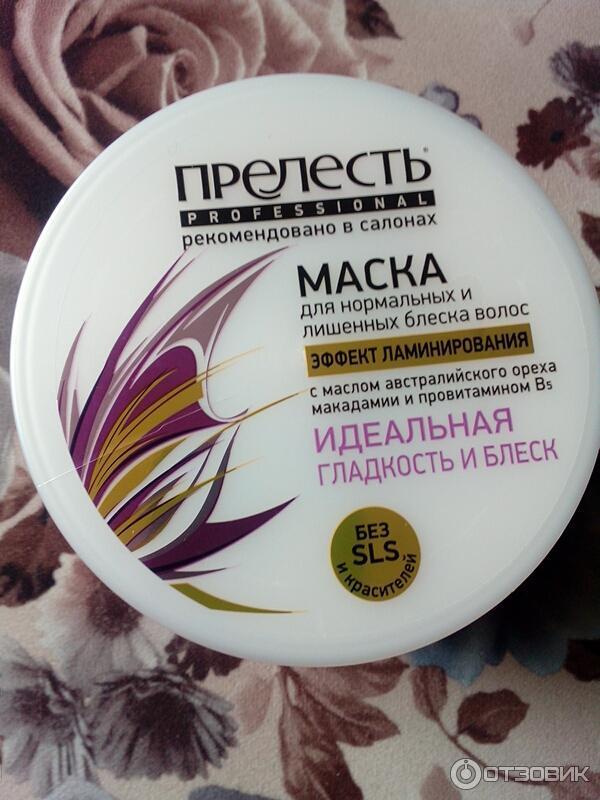 ПРЕЛЕСТЬ®
PROFESSIONAL
рекомендовано в салонах
МАСКА
для нормальных и
лишенных блеска волос
ЭФФЕКТ ЛАМИНИРОВАНИЯ
с маслом австралийского ореха
макадамии и провитамином B5
ИДЕАЛЬНАЯ
ГЛАДКОСТЬ И БЛЕСК
БЕЗ
SLS
и красителей
ОТЗОВИК